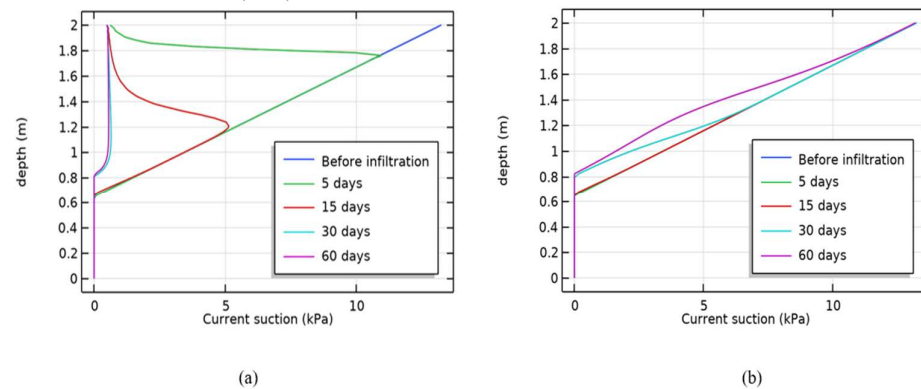 2
1.8
1.6
1.4
1.2
1
0.8
0.6
0.4
0.2
0
depth (m)
Before infiltration
5 days
15 days
30 days
60 days
0 5 10
Current suction (kPa)
(a)
2
1.8
1.6
1.4
1.2
1
0.8
0.6
0.4
0.2
0
depth (m)
Before infiltration
5 days
15 days
30 days
60 days
0 5 10
Current suction (kPa)
(b)